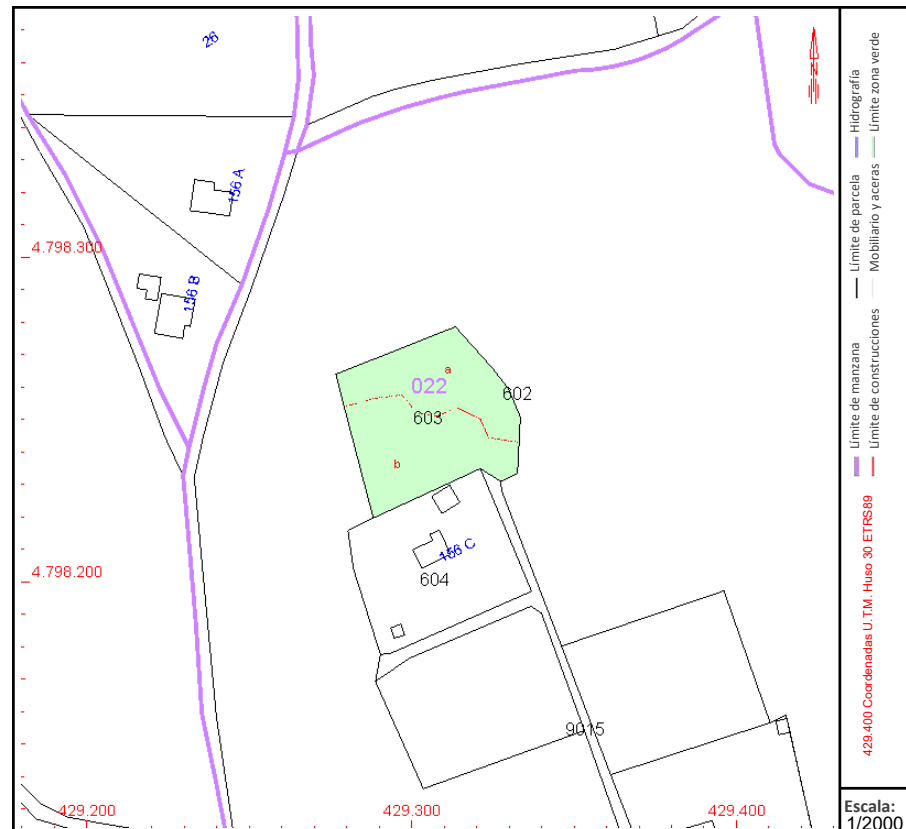 26
156 A
4.798.300
156 B
a
022
602
603
b
156 C
4.798.200
604
9015
429.200
429.300
429.400
N
Hidrografía
Límite zona verde
Límite de parcela
Mobiliario y aceras
Límite de manzana
Límite de construcciones
429.400 Coordenadas U.T.M. Huso 30 ETRS89
Escala:
1/2000